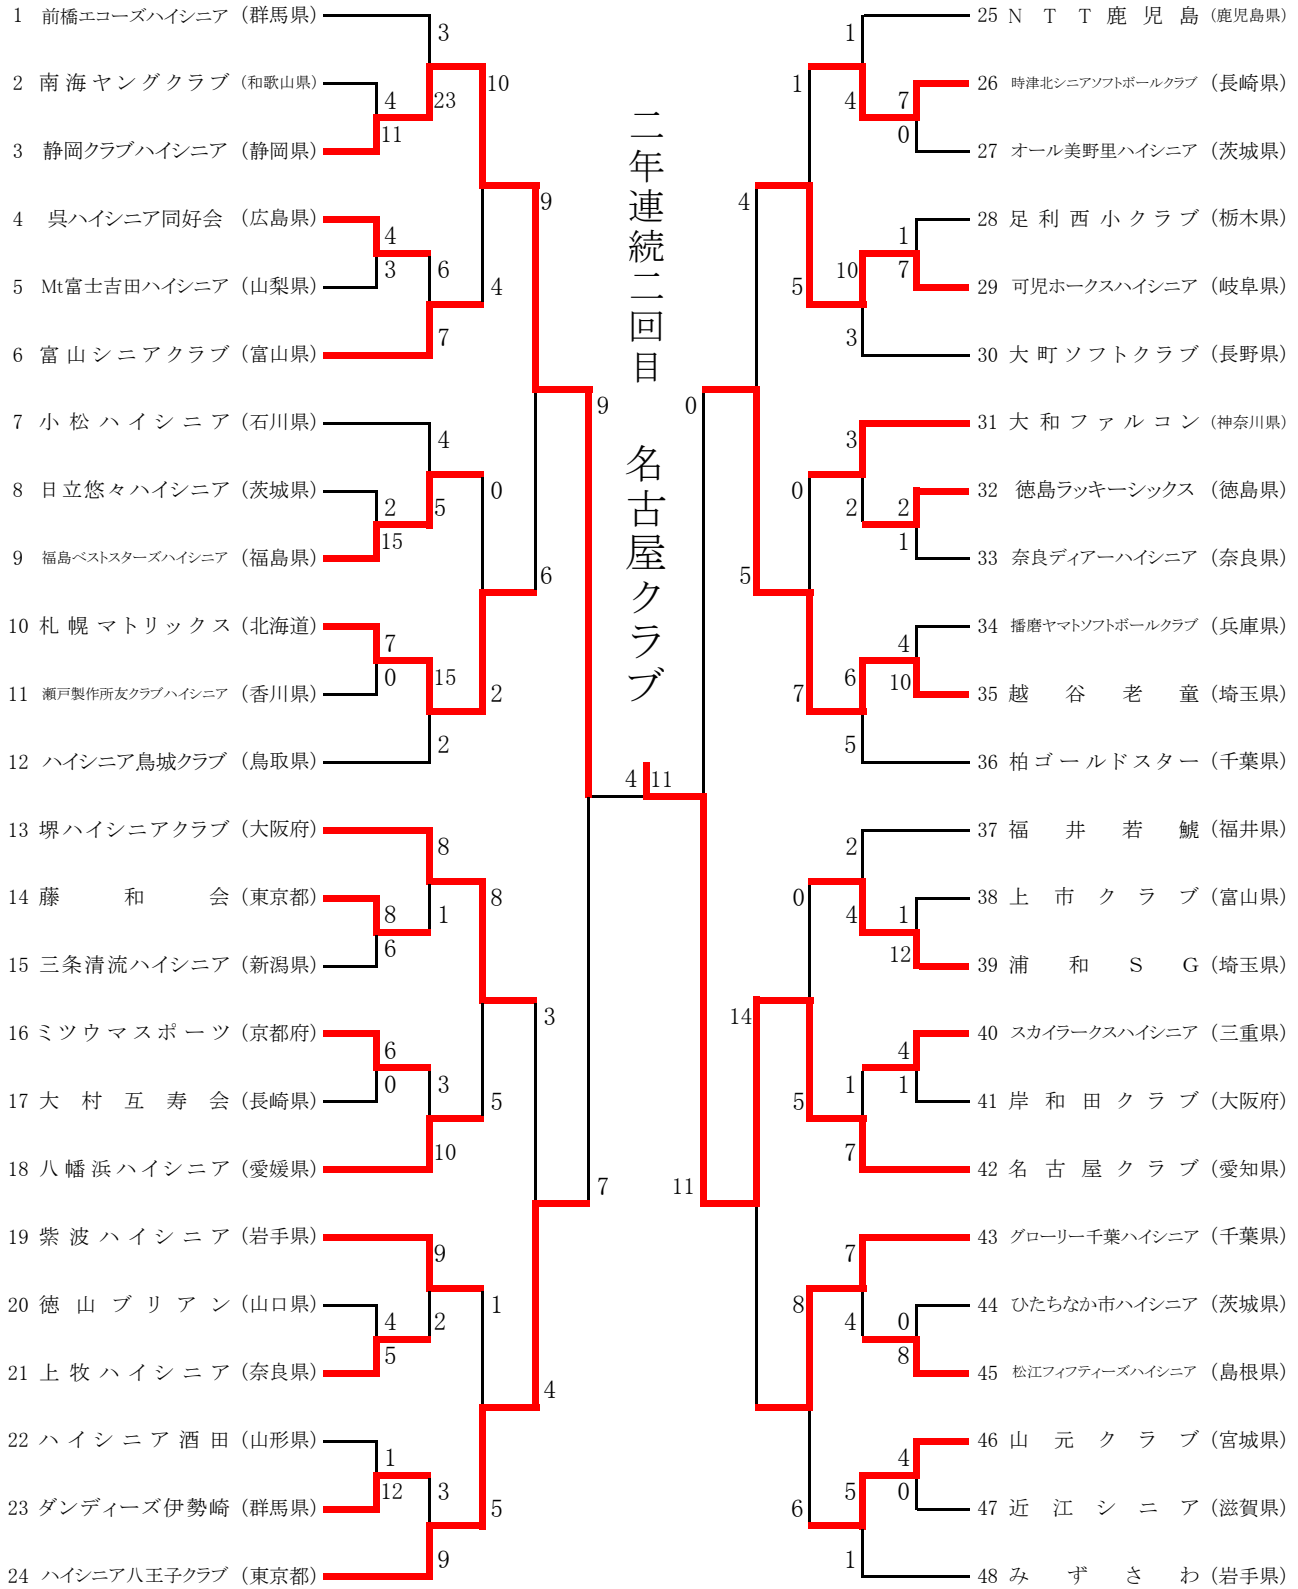 1 前橋エコーズハイシニア (群馬県)
3
2 南海ヤングクラブ (和歌山県)
4
23
10
11
3 静岡クラブハイシニア (静岡県)
9
4 呉ハイシニア同好会 (広島県)
4
3
6
4
5 Mt富士吉田ハイシニア (山梨県)
7
6 富山シニアクラブ (富山県)
9
7 小松ハイシニア (石川県)
4
8 日立悠々ハイシニア (茨城県)
2
5
0
15
9 福島ベストスターズハイシニア (福島県)
6
10 札幌マトリックス (北海道)
7
0
15
2
11 瀬戸製作所友クラブハイシニア (香川県)
2
12 ハイシニア鳥城クラブ (鳥取県)
13 堺ハイシニアクラブ (大阪府)
8
14 藤和会 (東京都)
8
1
8
6
15 三条清流ハイシニア (新潟県)
3
16 ミツウマスポーツ (京都府)
6
0
3
5
17 大村互寿会 (長崎県)
10
18 八幡浜ハイシニア (愛媛県)
7
19 紫波ハイシニア (岩手県)
9
20 徳山ブリアン (山口県)
4
2
1
5
21 上牧ハイシニア (奈良県)
4
22 ハイシニア酒田 (山形県)
1
12
3
5
23 ダンディーズ伊勢崎 (群馬県)
9
24 ハイシニア八王子クラブ (東京都)
二年連続二回目 名古屋クラブ
4 11
25 NTT鹿児島 (鹿児島県)
1
26 時津北シニアソフトボールクラブ (長崎県)
1
4
7
0
27 オール美野里ハイシニア (茨城県)
4
28 足利西小クラブ (栃木県)
1
7
10
5
29 可児ホークスハイシニア (岐阜県)
3
30 大町ソフトクラブ (長野県)
0
31 大和ファルコン (神奈川県)
3
32 徳島ラッキーシックス (徳島県)
0
2
2
1
33 奈良ディアーハイシニア (奈良県)
5
34 播磨ヤマトソフトボールクラブ (兵庫県)
4
10
6
7
35 越谷老童 (埼玉県)
5
36 柏ゴールドスター (千葉県)
37 福井若鯱 (福井県)
2
38 上市クラブ (富山県)
0
4
1
12
39 浦和SG (埼玉県)
14
40 スカイラークスハイシニア (三重県)
4
1
1
5
41 岸和田クラブ (大阪府)
7
42 名古屋クラブ (愛知県)
11
43 グローリー千葉ハイシニア (千葉県)
7
44 ひたちなか市ハイシニア (茨城県)
8
4
0
8
45 松江フィフティーズハイシニア (島根県)
46 山元クラブ (宮城県)
4
0
5
6
47 近江シニア (滋賀県)
1
48 みずさわ (岩手県)